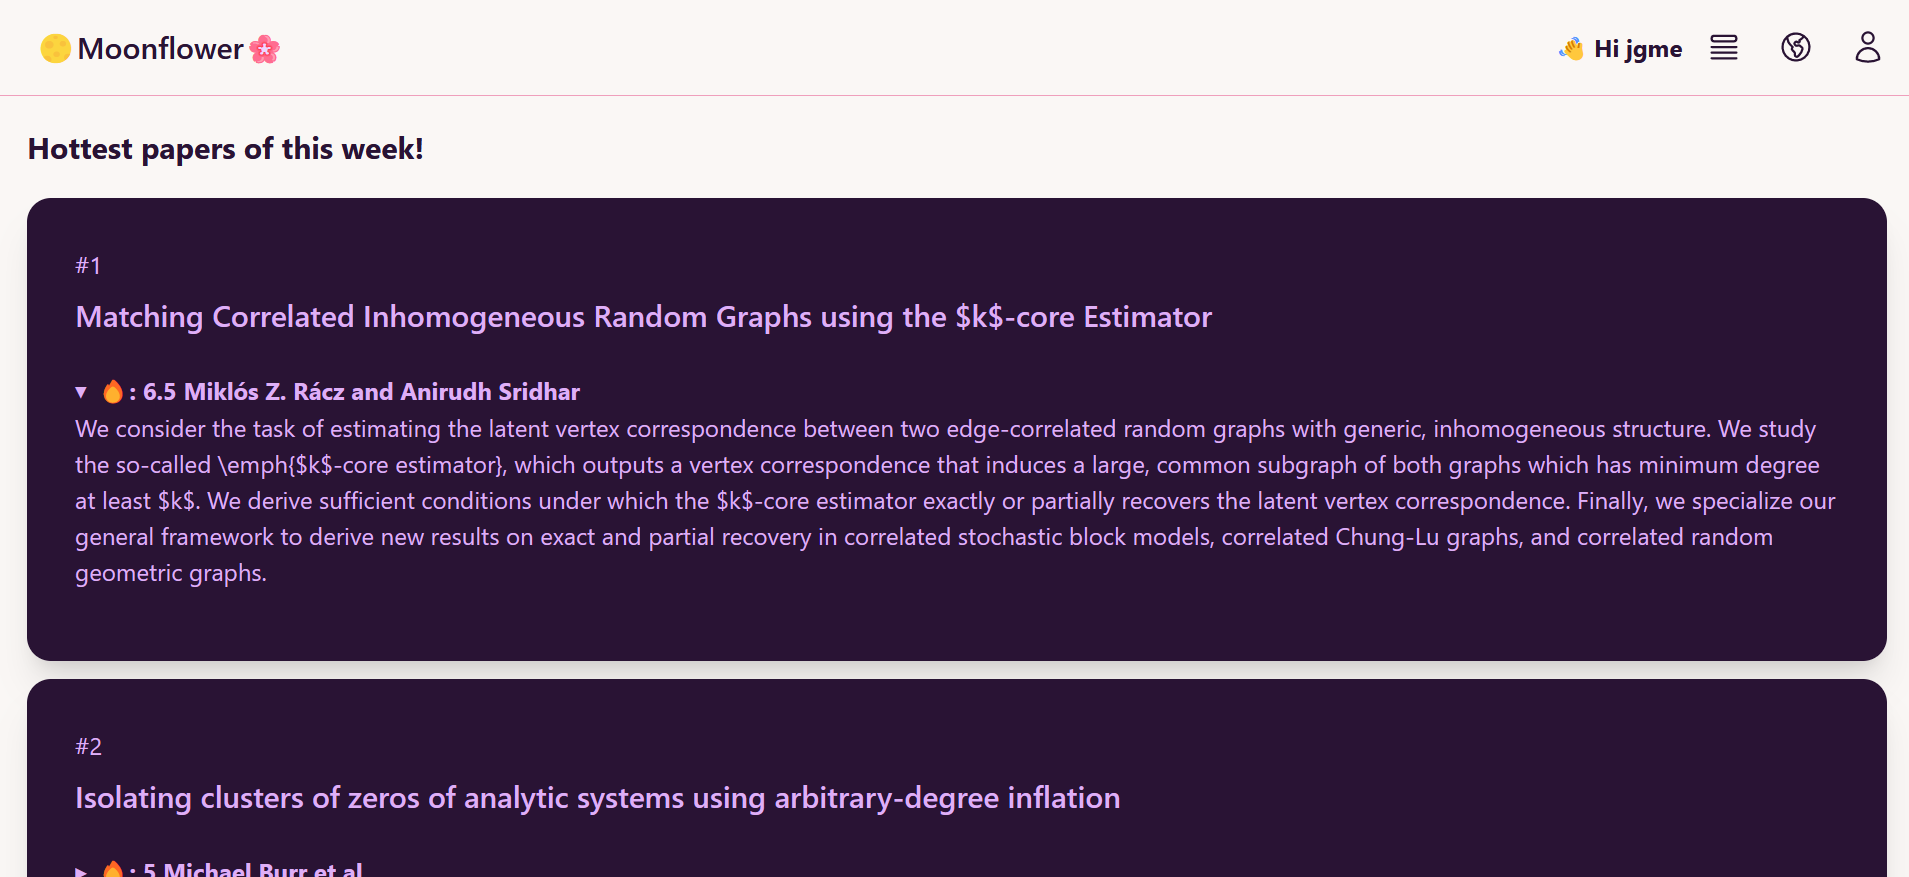 🌕Moonflower🌸
👋 Hi jgme
Hottest papers of this week!
#1
Matching Correlated Inhomogeneous Random Graphs using the $k$-core Estimator
▼ 🔥: 6.5 Miklós Z. Rácz and Anirudh Sridhar
We consider the task of estimating the latent vertex correspondence between two edge-correlated random graphs with generic, inhomogeneous structure. We study
the so-called \emph{$k$-core estimator}, which outputs a vertex correspondence that induces a large, common subgraph of both graphs which has minimum degree
at least $k$. We derive sufficient conditions under which the $k$-core estimator exactly or partially recovers the latent vertex correspondence. Finally, we specialize our
general framework to derive new results on exact and partial recovery in correlated stochastic block models, correlated Chung-Lu graphs, and correlated random
geometric graphs.
#2
Isolating clusters of zeros of analytic systems using arbitrary-degree inflation
▶ 🔥: 5 Michael Burr et al